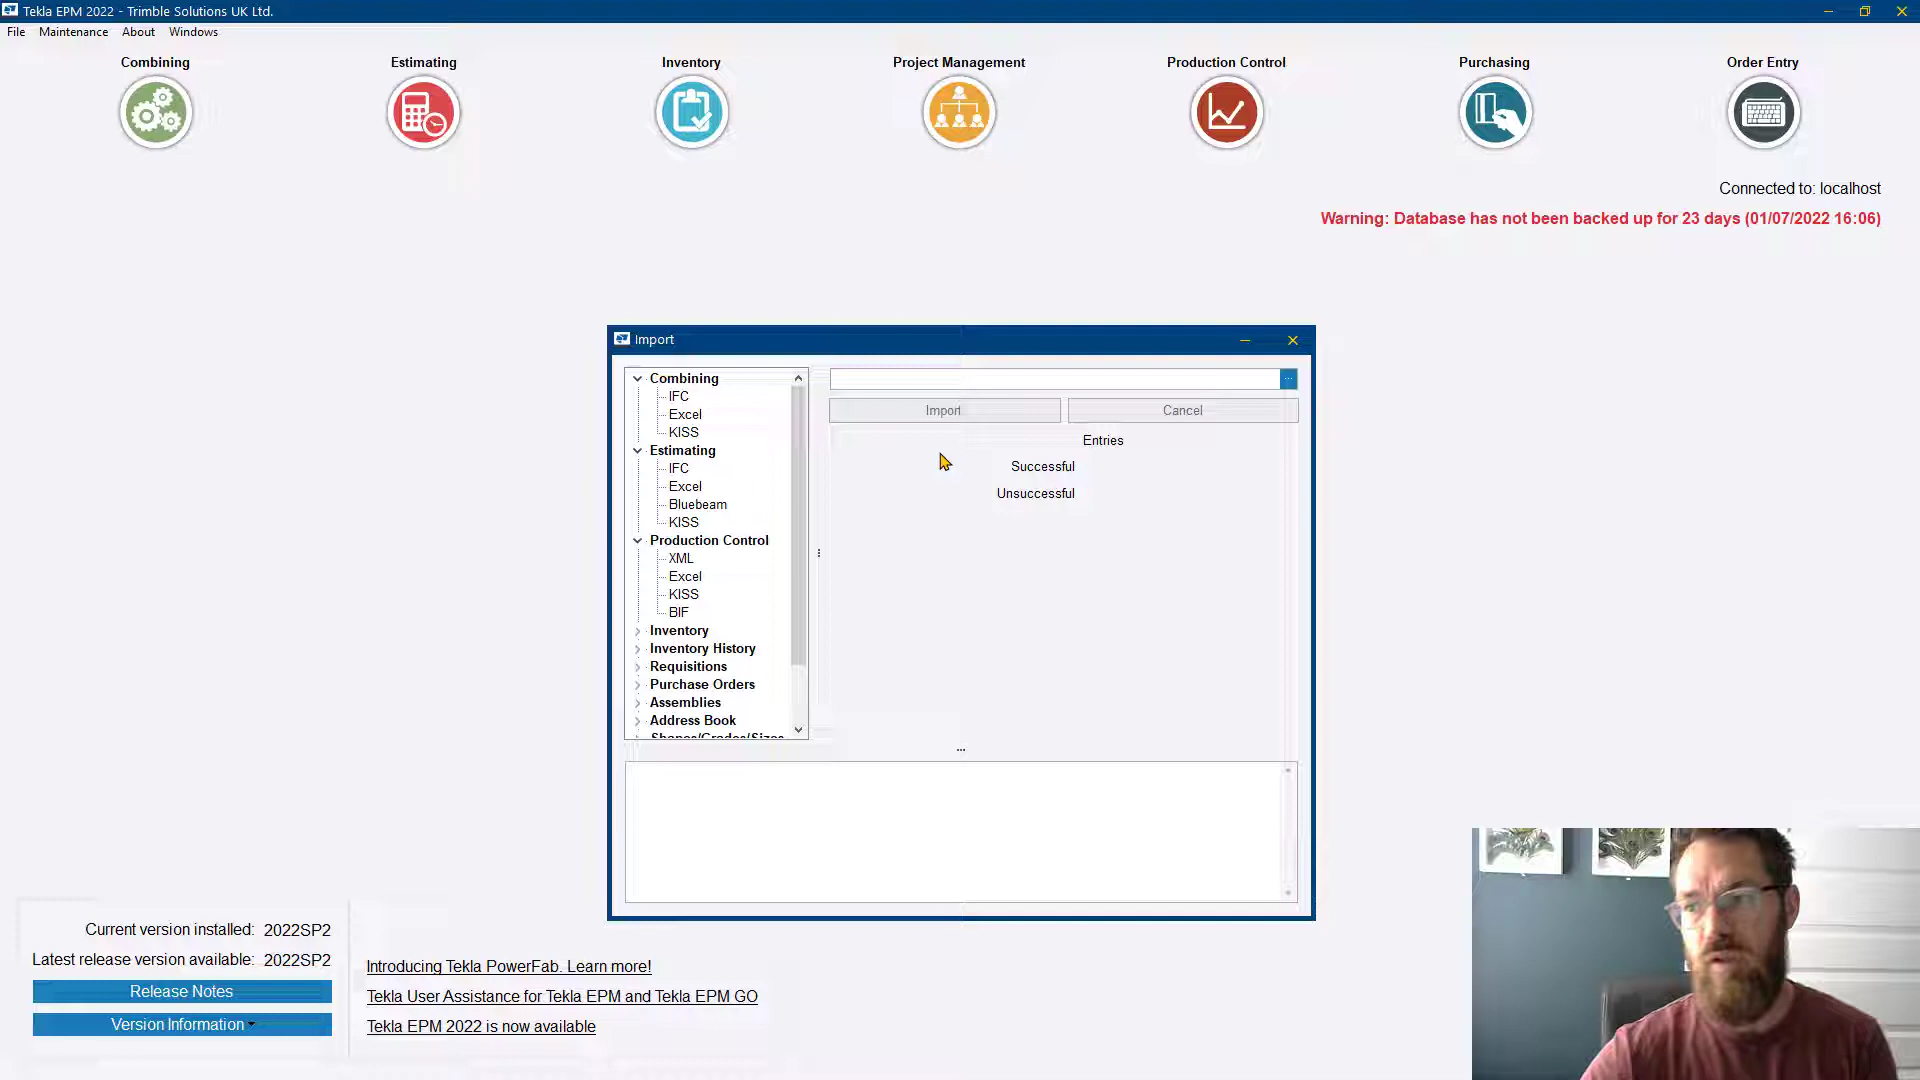 Tekla EPM 2022 - Trimble Solutions UK Ltd.
File Maintenance About Windows
Combining Estimating Inventory Project Management Production Control Purchasing Order Entry
Connected to: localhost
Warning: Database has not been backed up for 23 days (01/07/2022 16:06)
Import
Combining
IFC
Excel
KISS
Estimating
IFC
Excel
Bluebeam
KISS
Production Control
XML
Excel
KISS
BIF
Inventory
Inventory History
Requisitions
Purchase Orders
Assemblies
Address Book
Shapes/Grades/Sizes
...
Import Cancel
Entries
Successful
Unsuccessful
...
Current version installed: 2022SP2
Latest release version available: 2022SP2
Release Notes
Version Information
Introducing Tekla PowerFab. Learn more!
Tekla User Assistance for Tekla EPM and Tekla EPM GO
Tekla EPM 2022 is now available